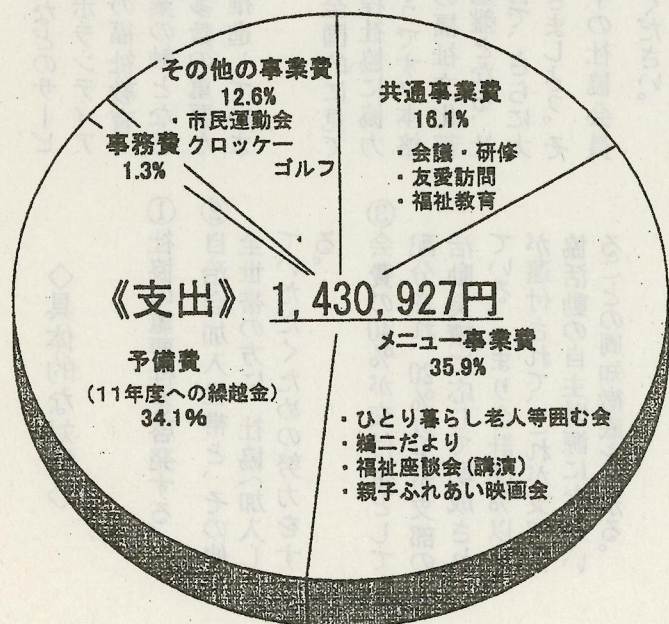 その他の事業費
12.6%
・市民運動会
クロッケー
ゴルフ
事務費
1.3%
共通事業費
16.1%
・会議・研修
・友愛訪問
・福祉教育
《支出》 1,430,927円
メニュー事業費
35.9%
・ひとり暮らし老人等囲む会
・鵜二だより
・福祉座談会(講演)
・親子ふれあい映画会
予備費
(11年度への繰越金)
34.1%